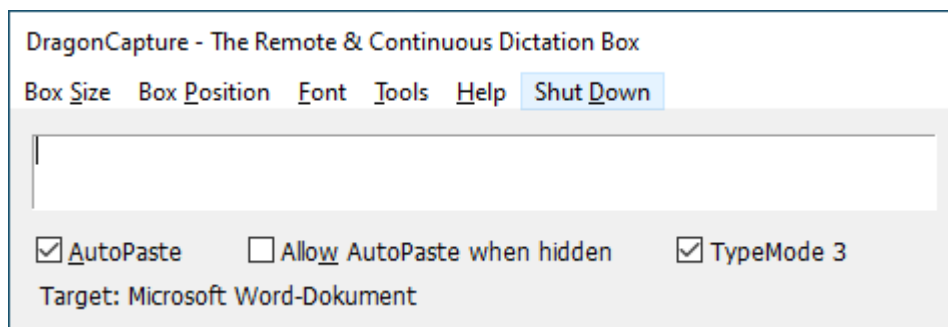 DragonCapture - The Remote & Continuous Dictation Box
Box Size Box Position Font Tools Help Shut Down
AutoPaste Allow AutoPaste when hidden TypeMode 3
Target: Microsoft Word-Dokument